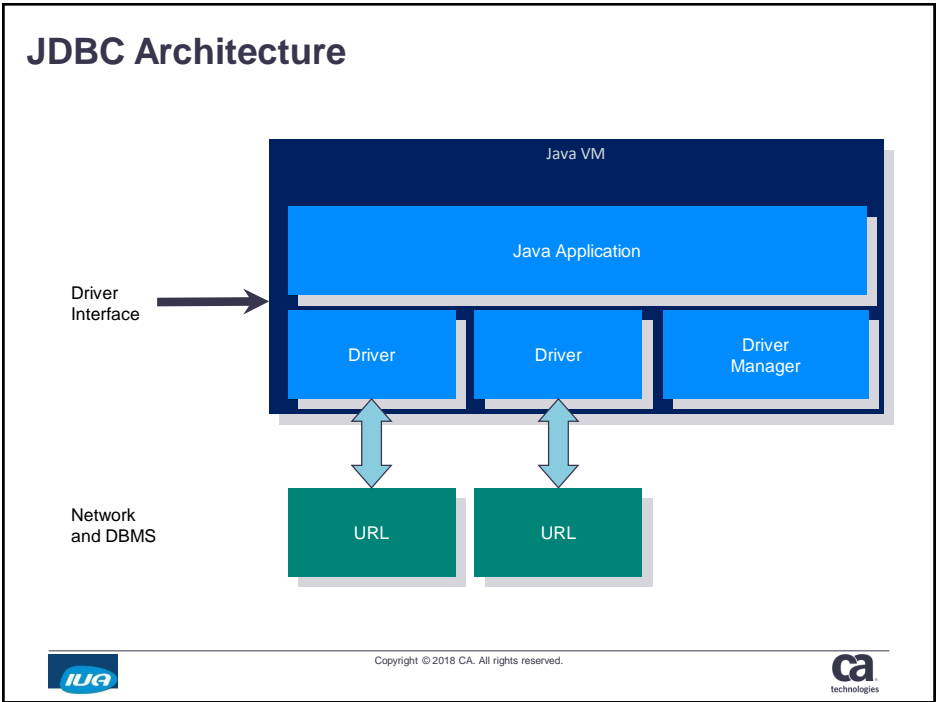 JDBC Architecture
Java VM
Java Application
Driver
Interface
Driver
Driver
Driver
Manager
Network
and DBMS
URL
URL
Copyright © 2018 CA. All rights reserved.
IUA
ca
technologies